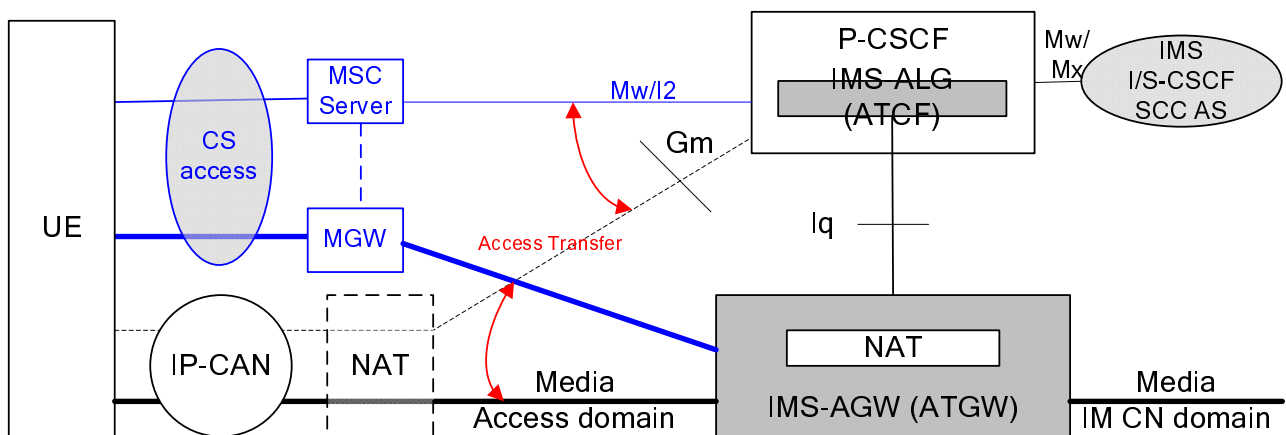 UE
CS
access
MSC
Server
MGW
Mw/I2
P-CSCF
IMS-ALG
(ATCF)
Mw/
Mx
IMS
I/S-CSCF
SCC AS
Gm
Iq
Access Transfer
IP-CAN
NAT
Media
Access domain
NAT
IMS-AGW (ATGW)
Media
IM CN domain